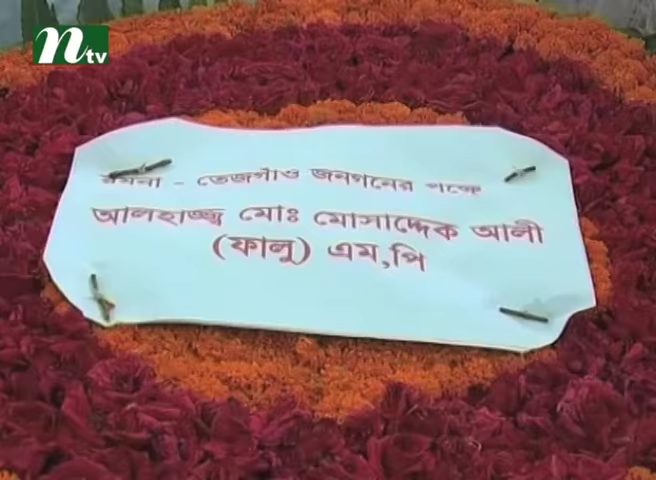 ntv
রমনা - তেজগাঁও জনগনের পক্ষে
আলহাজ্ব মোঃ মোসাদ্দেক আলী
(ফালু) এম,পি